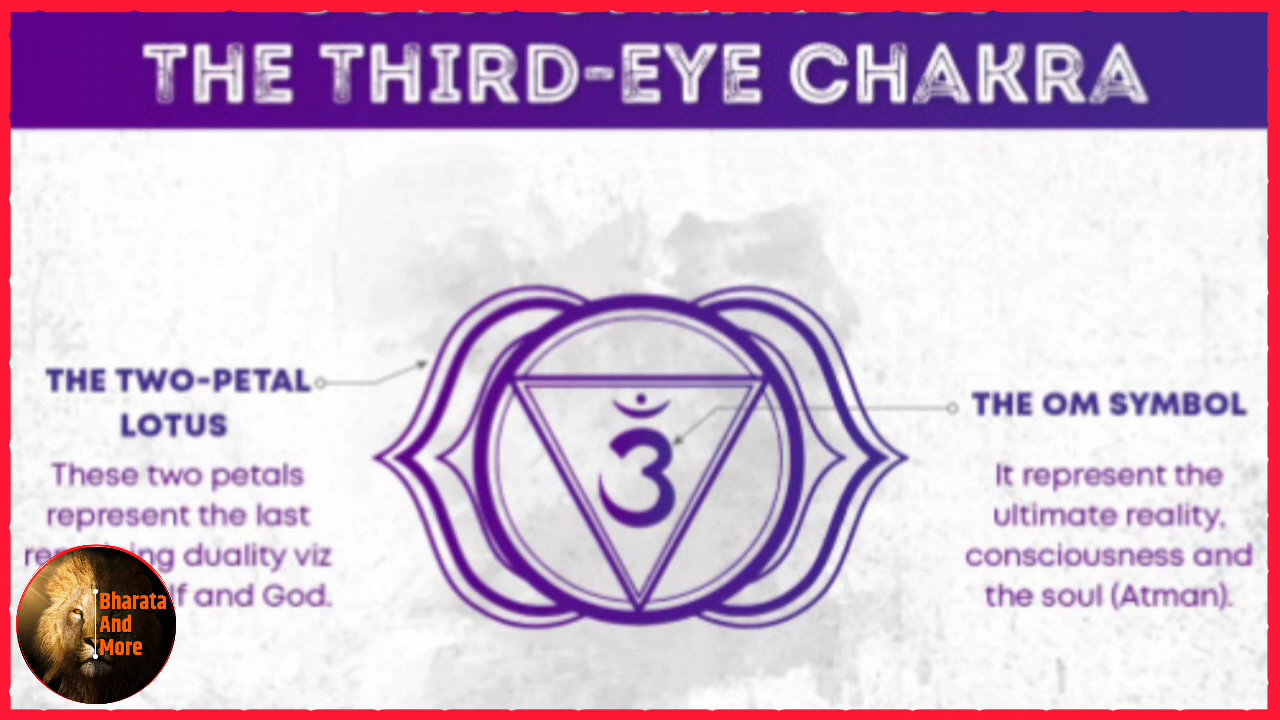 THE THIRD-EYE CHAKRA
THE TWO-PETAL
LOTUS
These two petals
represent the last
duality viz
and God.
THE OM SYMBOL
It represent the
ultimate reality,
consciousness and
the soul (Atman).
ॐ
Bharata
And
More